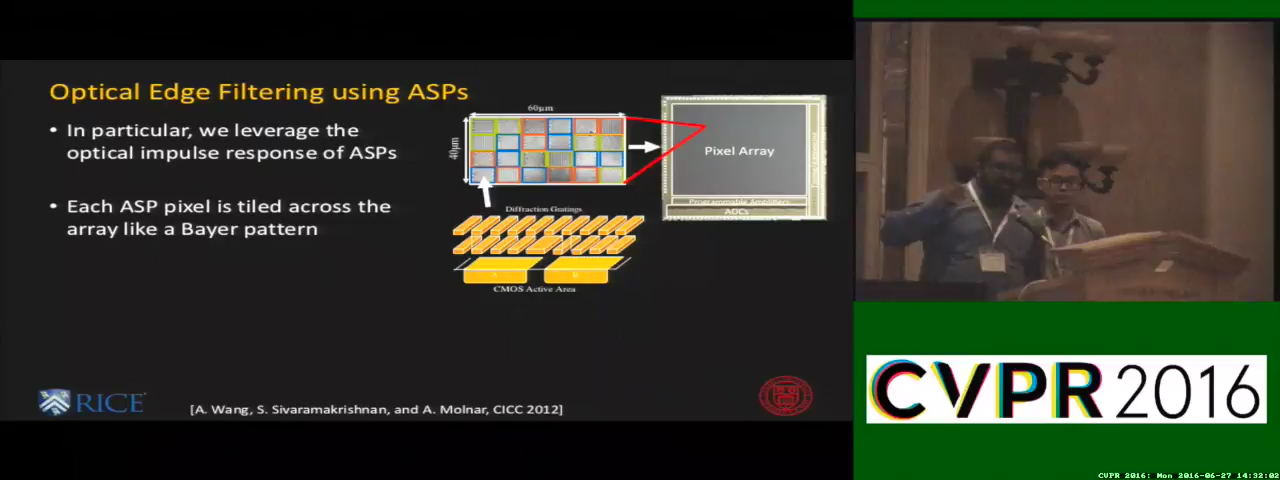 Optical Edge Filtering using ASPs
• In particular, we leverage the
optical impulse response of ASPs
• Each ASP pixel is tiled across the
array like a Bayer pattern
60μm
40μm
Pixel Array
Programmable Amplifiers
ADCs
Diffraction Gratings
A
B
CMOS Active Area
RICE
[A. Wang, S. Sivaramakrishnan, and A. Molnar, CICC 2012]
CVPR 2016
CVPR 2016: Mon 2016-06-27 14:32:02